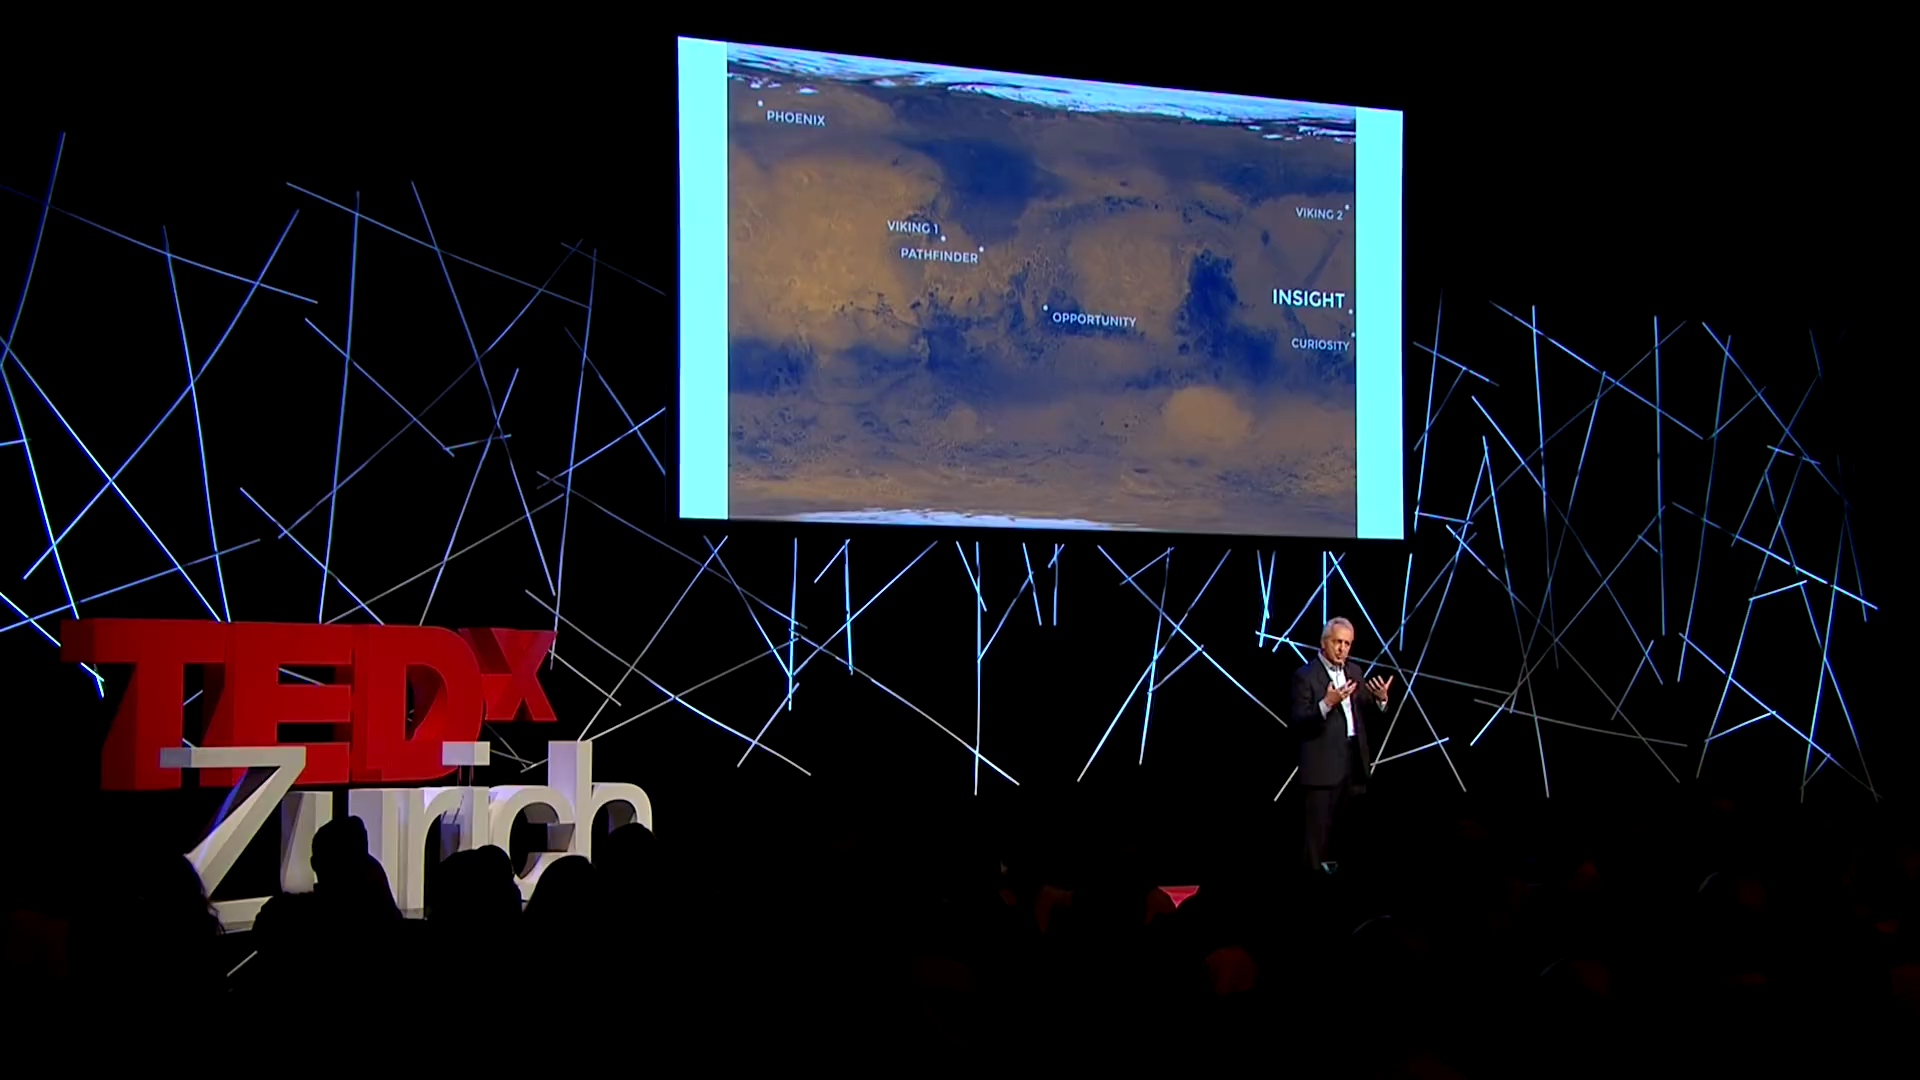 PHOENIX
VIKING 2
VIKING 1
PATHFINDER
INSIGHT
OPPORTUNITY
CURIOSITY
TEDx
Zurich